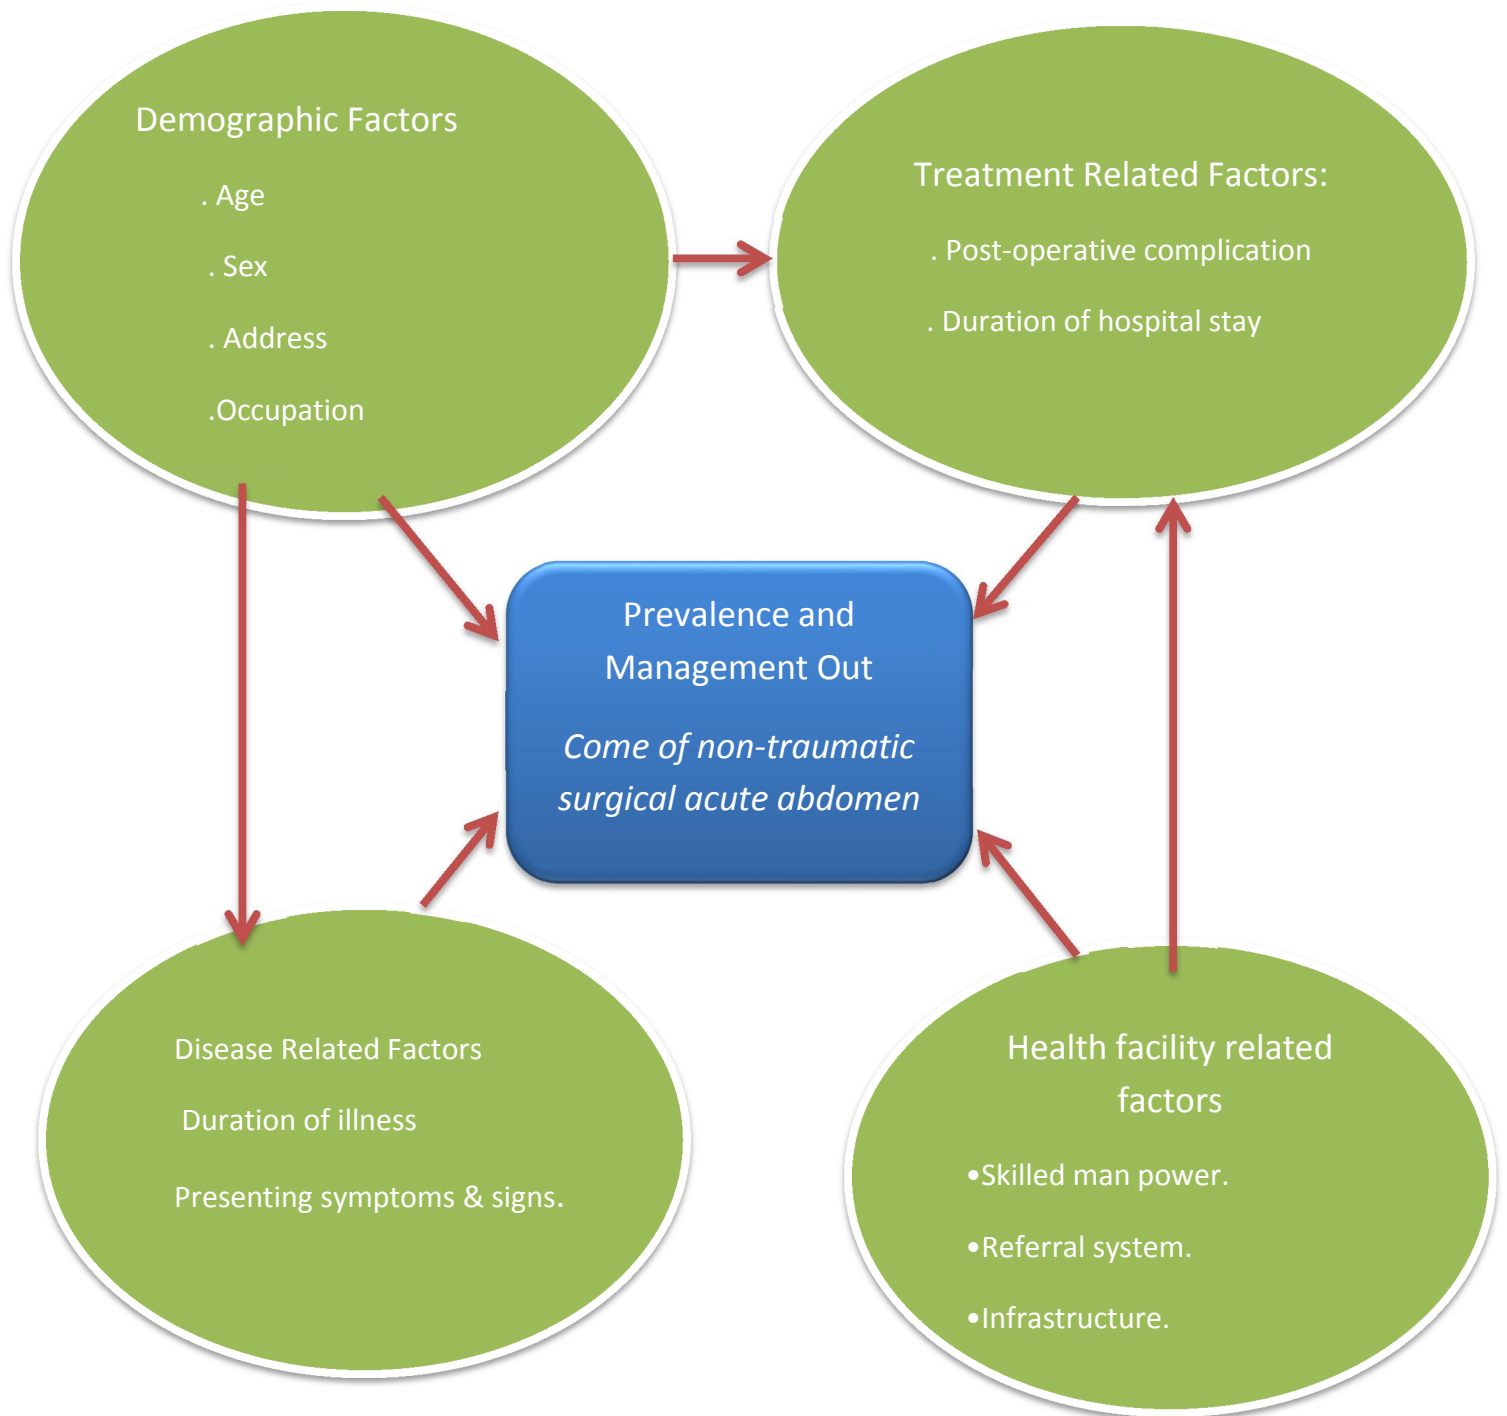 Demographic Factors
. Age
. Sex
. Address
.Occupation
Treatment Related Factors:
. Post-operative complication
. Duration of hospital stay
Prevalence and
Management Out
Come of non-traumatic
surgical acute abdomen
Disease Related Factors
Duration of illness
Presenting symptoms & signs.
Health facility related
factors
•Skilled man power.
•Referral system.
•Infrastructure.